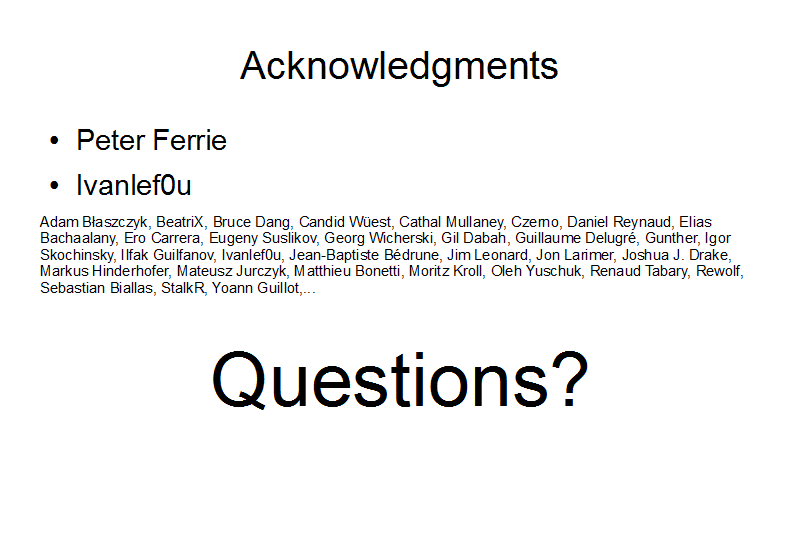 Acknowledgments
• Peter Ferrie
• Ivanlef0u
Adam Błaszczyk, BeatriX, Bruce Dang, Candid Wüest, Cathal Mullaney, Czerno, Daniel Reynaud, Elias
Bachaalany, Ero Carrera, Eugeny Suslikov, Georg Wicherski, Gil Dabah, Guillaume Delugré, Gunther, Igor
Skochinsky, Ilfak Guilfanov, Ivanlef0u, Jean-Baptiste Bédrune, Jim Leonard, Jon Larimer, Joshua J. Drake,
Markus Hinderhofer, Mateusz Jurczyk, Matthieu Bonetti, Moritz Kroll, Oleh Yuschuk, Renaud Tabary, Rewolf,
Sebastian Biallas, StalkR, Yoann Guillot,...
Questions?